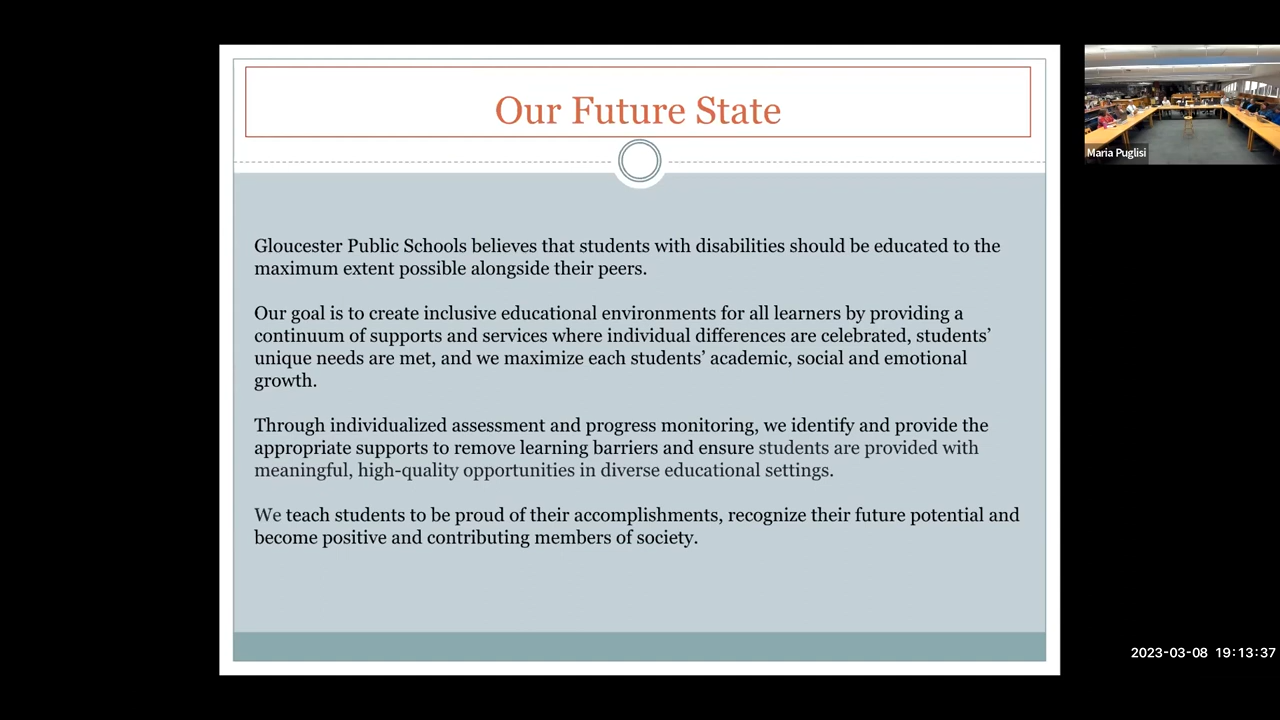 Our Future State
Gloucester Public Schools believes that students with disabilities should be educated to the
maximum extent possible alongside their peers.
Our goal is to create inclusive educational environments for all learners by providing a
continuum of supports and services where individual differences are celebrated, students’
unique needs are met, and we maximize each students’ academic, social and emotional
growth.
Through individualized assessment and progress monitoring, we identify and provide the
appropriate supports to remove learning barriers and ensure students are provided with
meaningful, high-quality opportunities in diverse educational settings.
We teach students to be proud of their accomplishments, recognize their future potential and
become positive and contributing members of society.
Maria Puglisi
2023-03-08 19:13:37